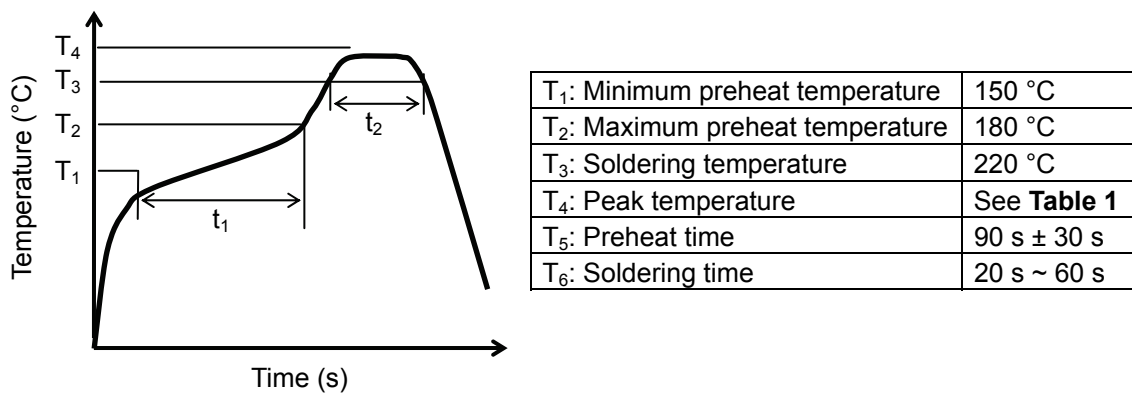 Temperature (°C)
T₄
T₃
T₂
T₁
t₁
t₂
Time (s)
T₁: Minimum preheat temperature 150 °C
T₂: Maximum preheat temperature 180 °C
T₃: Soldering temperature 220 °C
T₄: Peak temperature See Table 1
T₅: Preheat time 90 s ± 30 s
T₆: Soldering time 20 s ~ 60 s